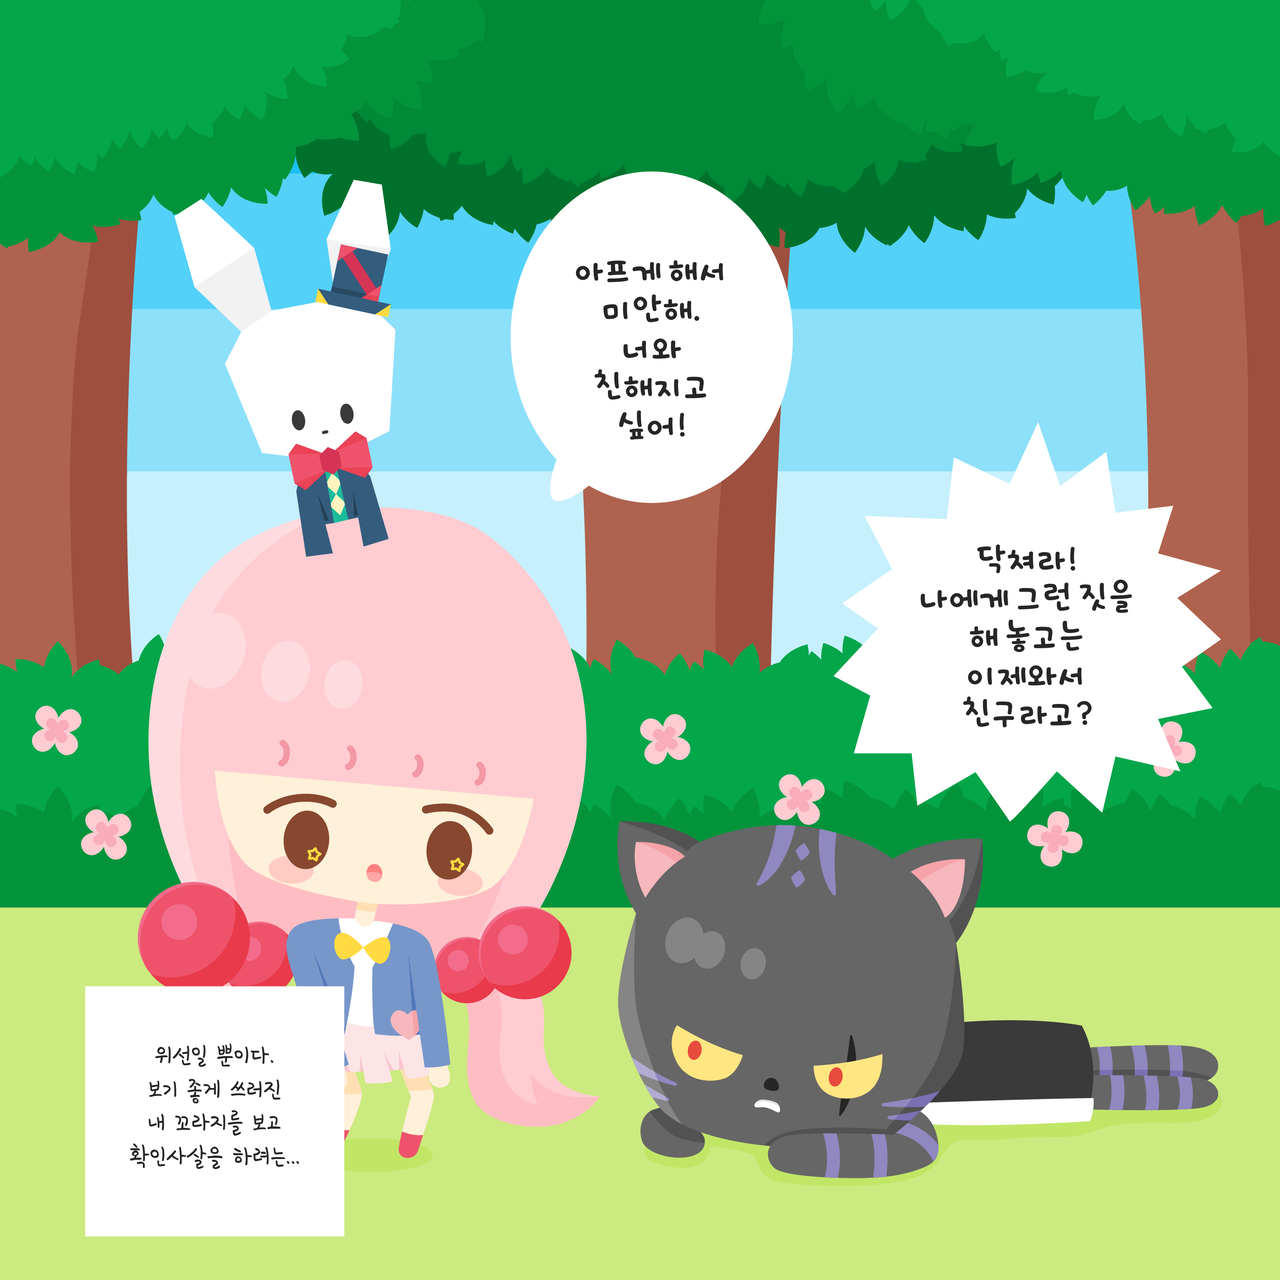 아프게 해서
미안해.
너와
친해지고
싶어!
닥쳐라!
나에게 그런 짓을
해 놓고는
이제와서
친구라고?
위선일 뿐이다.
보기 좋게 쓰러진
내 꼬라지를 보고
확인사살을 하려는...